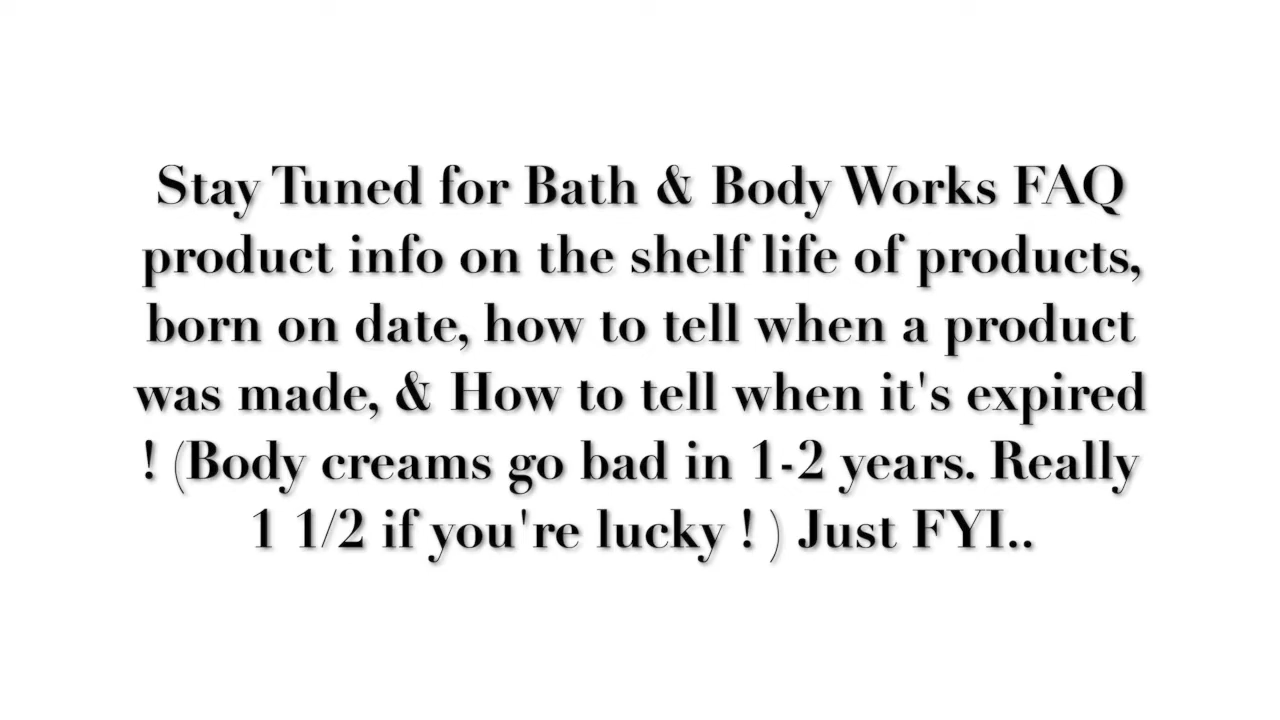 Stay Tuned for Bath & Body Works FAQ
product info on the shelf life of products,
born on date, how to tell when a product
was made, & How to tell when it's expired
! (Body creams go bad in 1-2 years. Really
1 1/2 if you're lucky ! ) Just FYI..